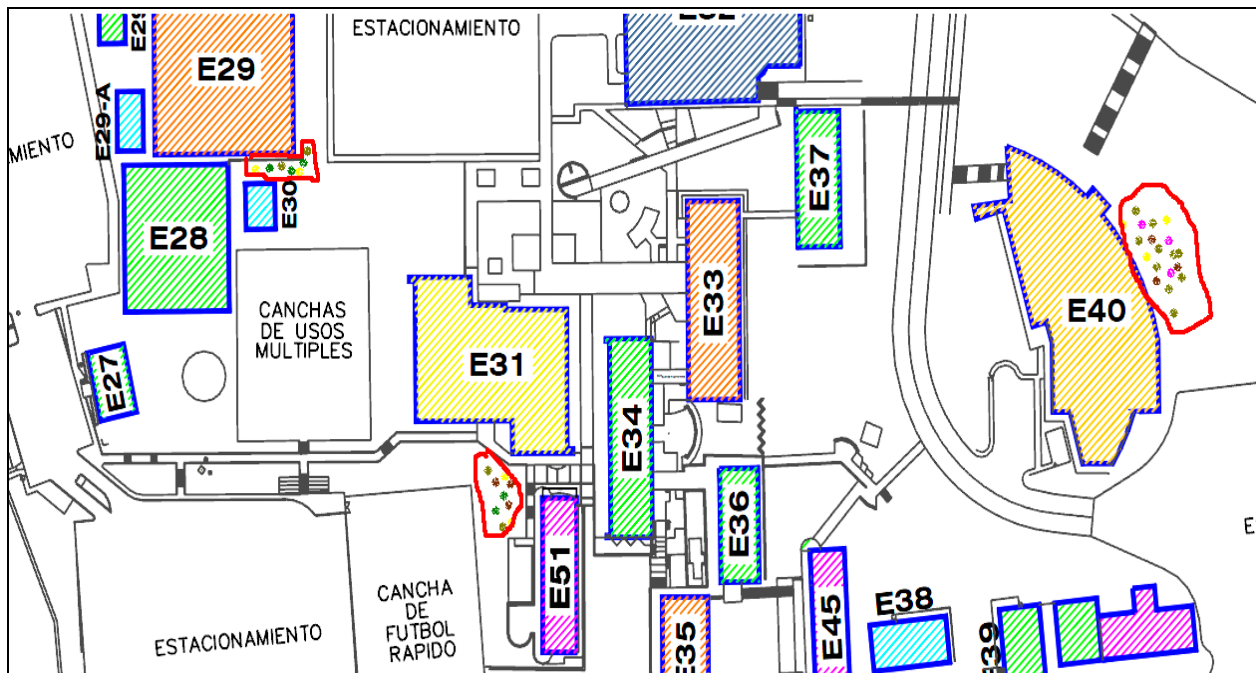 ESTACIONAMIENTO
E29
E29-A
E28
E30
E37
E33
E40
CANCHAS
DE USOS
MULTIPLES
E31
E27
E34
E36
E51
ESTACIONAMIENTO
CANCHA
DE
FUTBOL
RAPIDO
E35
E45
E38
E39